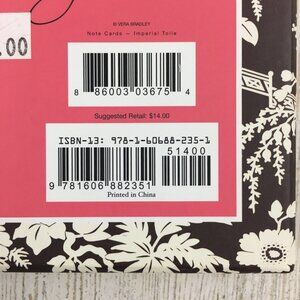 .00
© VERA BRADLEY
Note Cards — Imperial Toile
8 86003 03675 4
Suggested Retail: $14.00
ISBN-13: 978-1-60688-235-1
51400
9 781606 882351
Printed in China